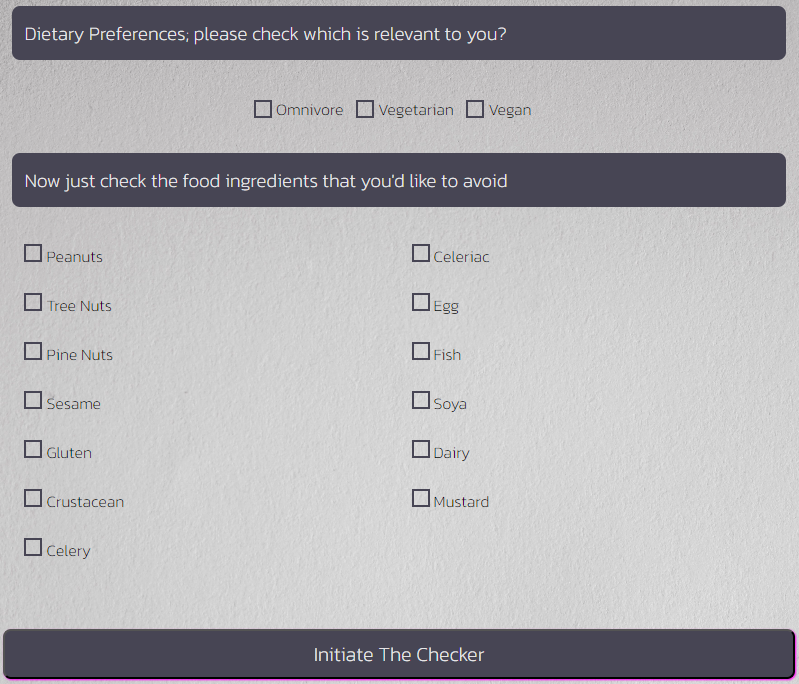 Dietary Preferences; please check which is relevant to you?
Omnivore Vegetarian Vegan
Now just check the food ingredients that you'd like to avoid
Peanuts
Celeriac
Tree Nuts
Egg
Pine Nuts
Fish
Sesame
Soya
Gluten
Dairy
Crustacean
Mustard
Celery
Initiate The Checker